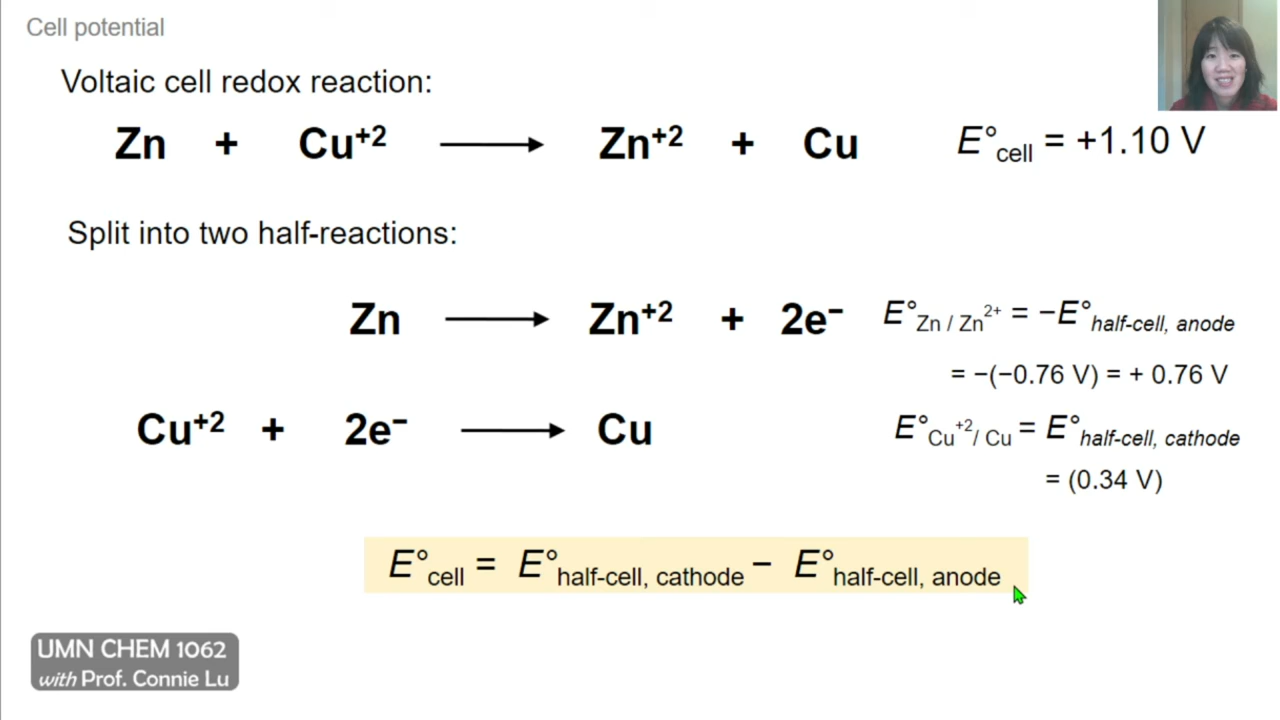 Cell potential
Voltaic cell redox reaction:
Zn + Cu⁺² ⟶ Zn⁺² + Cu E°cell = +1.10 V
Split into two half-reactions:
Zn ⟶ Zn⁺² + 2e⁻ E°Zn / Zn²⁺ = −E°half-cell, anode
= −(−0.76 V) = + 0.76 V
Cu⁺² + 2e⁻ ⟶ Cu E°Cu⁺²/ Cu = E°half-cell, cathode
= (0.34 V)
E°cell = E°half-cell, cathode − E°half-cell, anode
UMN CHEM 1062
with Prof. Connie Lu